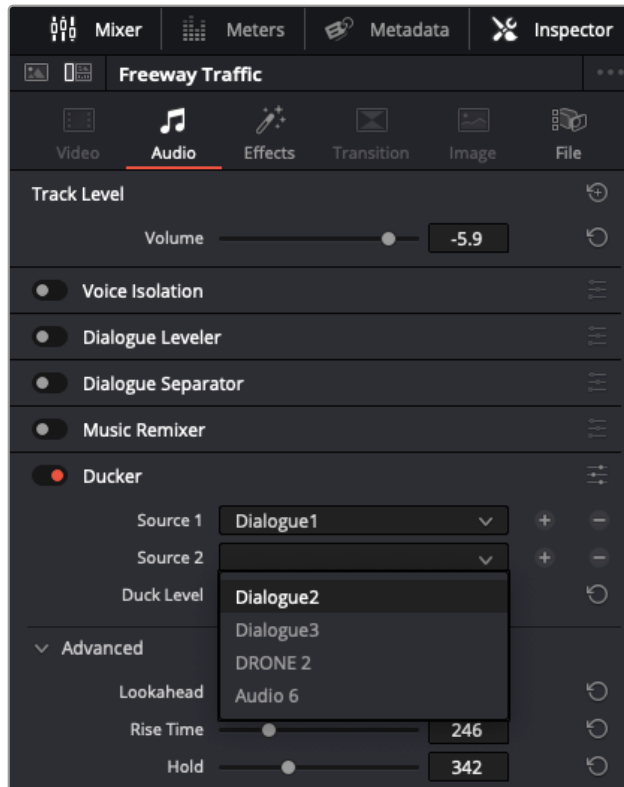 Mixer Meters Metadata Inspector
Freeway Traffic
Video Audio Effects Transition Image File
Track Level
Volume -5.9
Voice Isolation
Dialogue Leveler
Dialogue Separator
Music Remixer
Ducker
Source 1 Dialogue1
Source 2
Duck Level Dialogue2
Dialogue3
Advanced
DRONE 2
Lookahead Audio 6
Rise Time 246
Hold 342